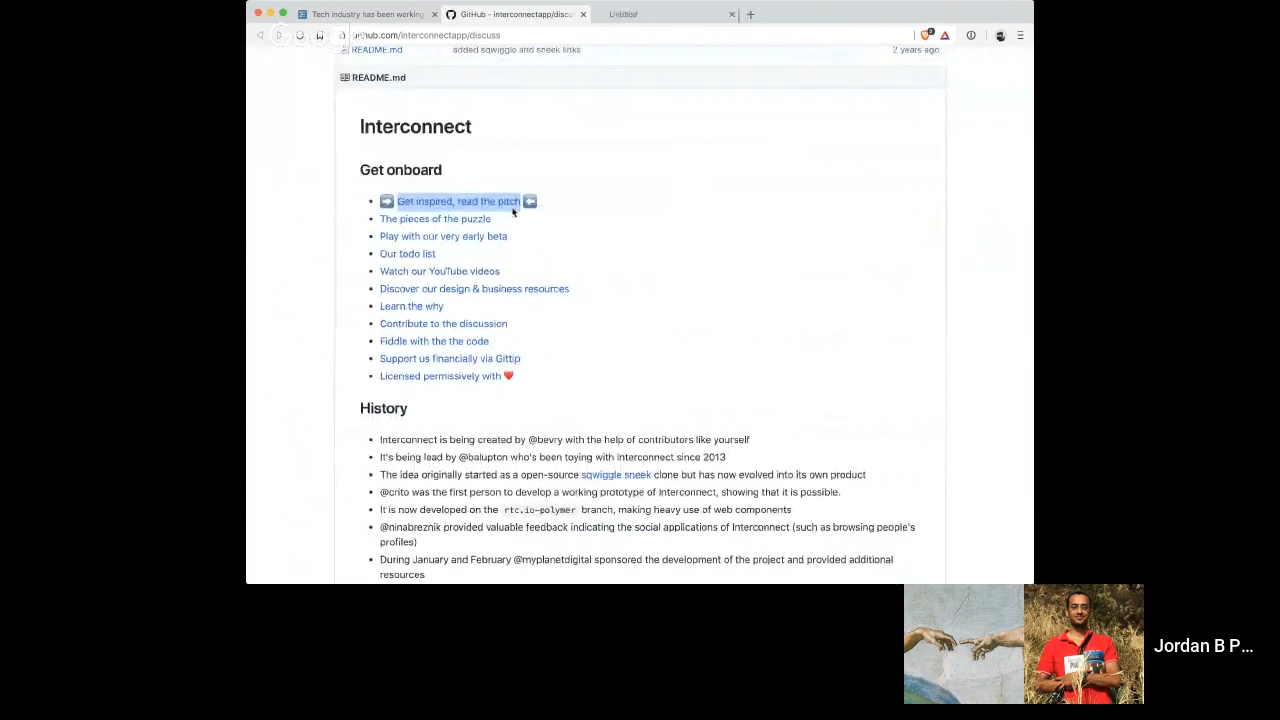 Tech industry has been working
GitHub - interconnectapp/discu
Untitled
github.com/interconnectapp/discuss
README.md
added sqwiggle and sneek links
2 years ago
README.md
Interconnect
Get onboard
Get inspired, read the pitch
The pieces of the puzzle
Play with our very early beta
Our todo list
Watch our YouTube videos
Discover our design & business resources
Learn the why
Contribute to the discussion
Fiddle with the the code
Support us financially via Gittip
Licensed permissively with
History
Interconnect is being created by @bevry with the help of contributors like yourself
It's being lead by @balupton who's been toying with Interconnect since 2013
The idea originally started as a open-source sqwiggle sneek clone but has now evolved into its own product
@crito was the first person to develop a working prototype of Interconnect, showing that it is possible.
It is now developed on the rtc.io-polymer branch, making heavy use of web components
@ninabreznik provided valuable feedback indicating the social applications of Interconnect (such as browsing people's
profiles)
During January and February @myplanetdigital sponsored the development of the project and provided additional
resources
Jordan B P...